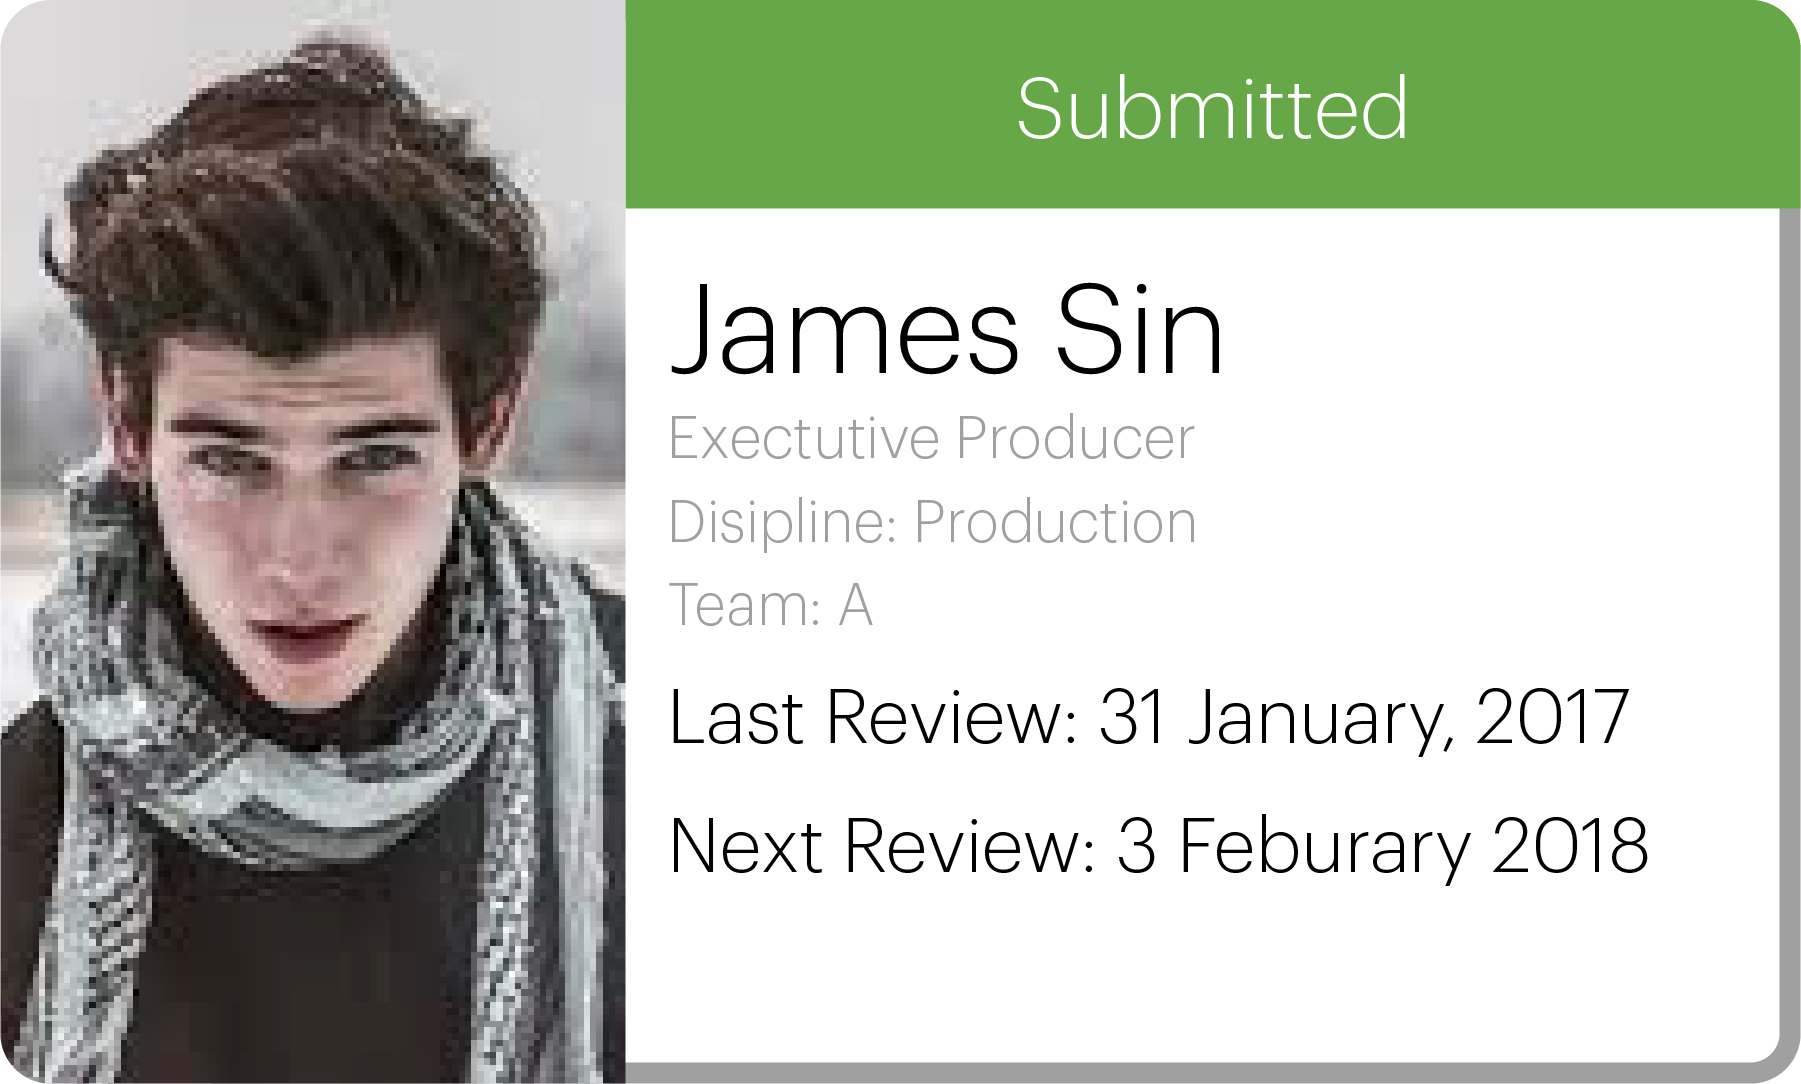 Submitted
James Sin
Exectutive Producer
Disipline: Production
Team: A
Last Review: 31 January, 2017
Next Review: 3 Feburary 2018